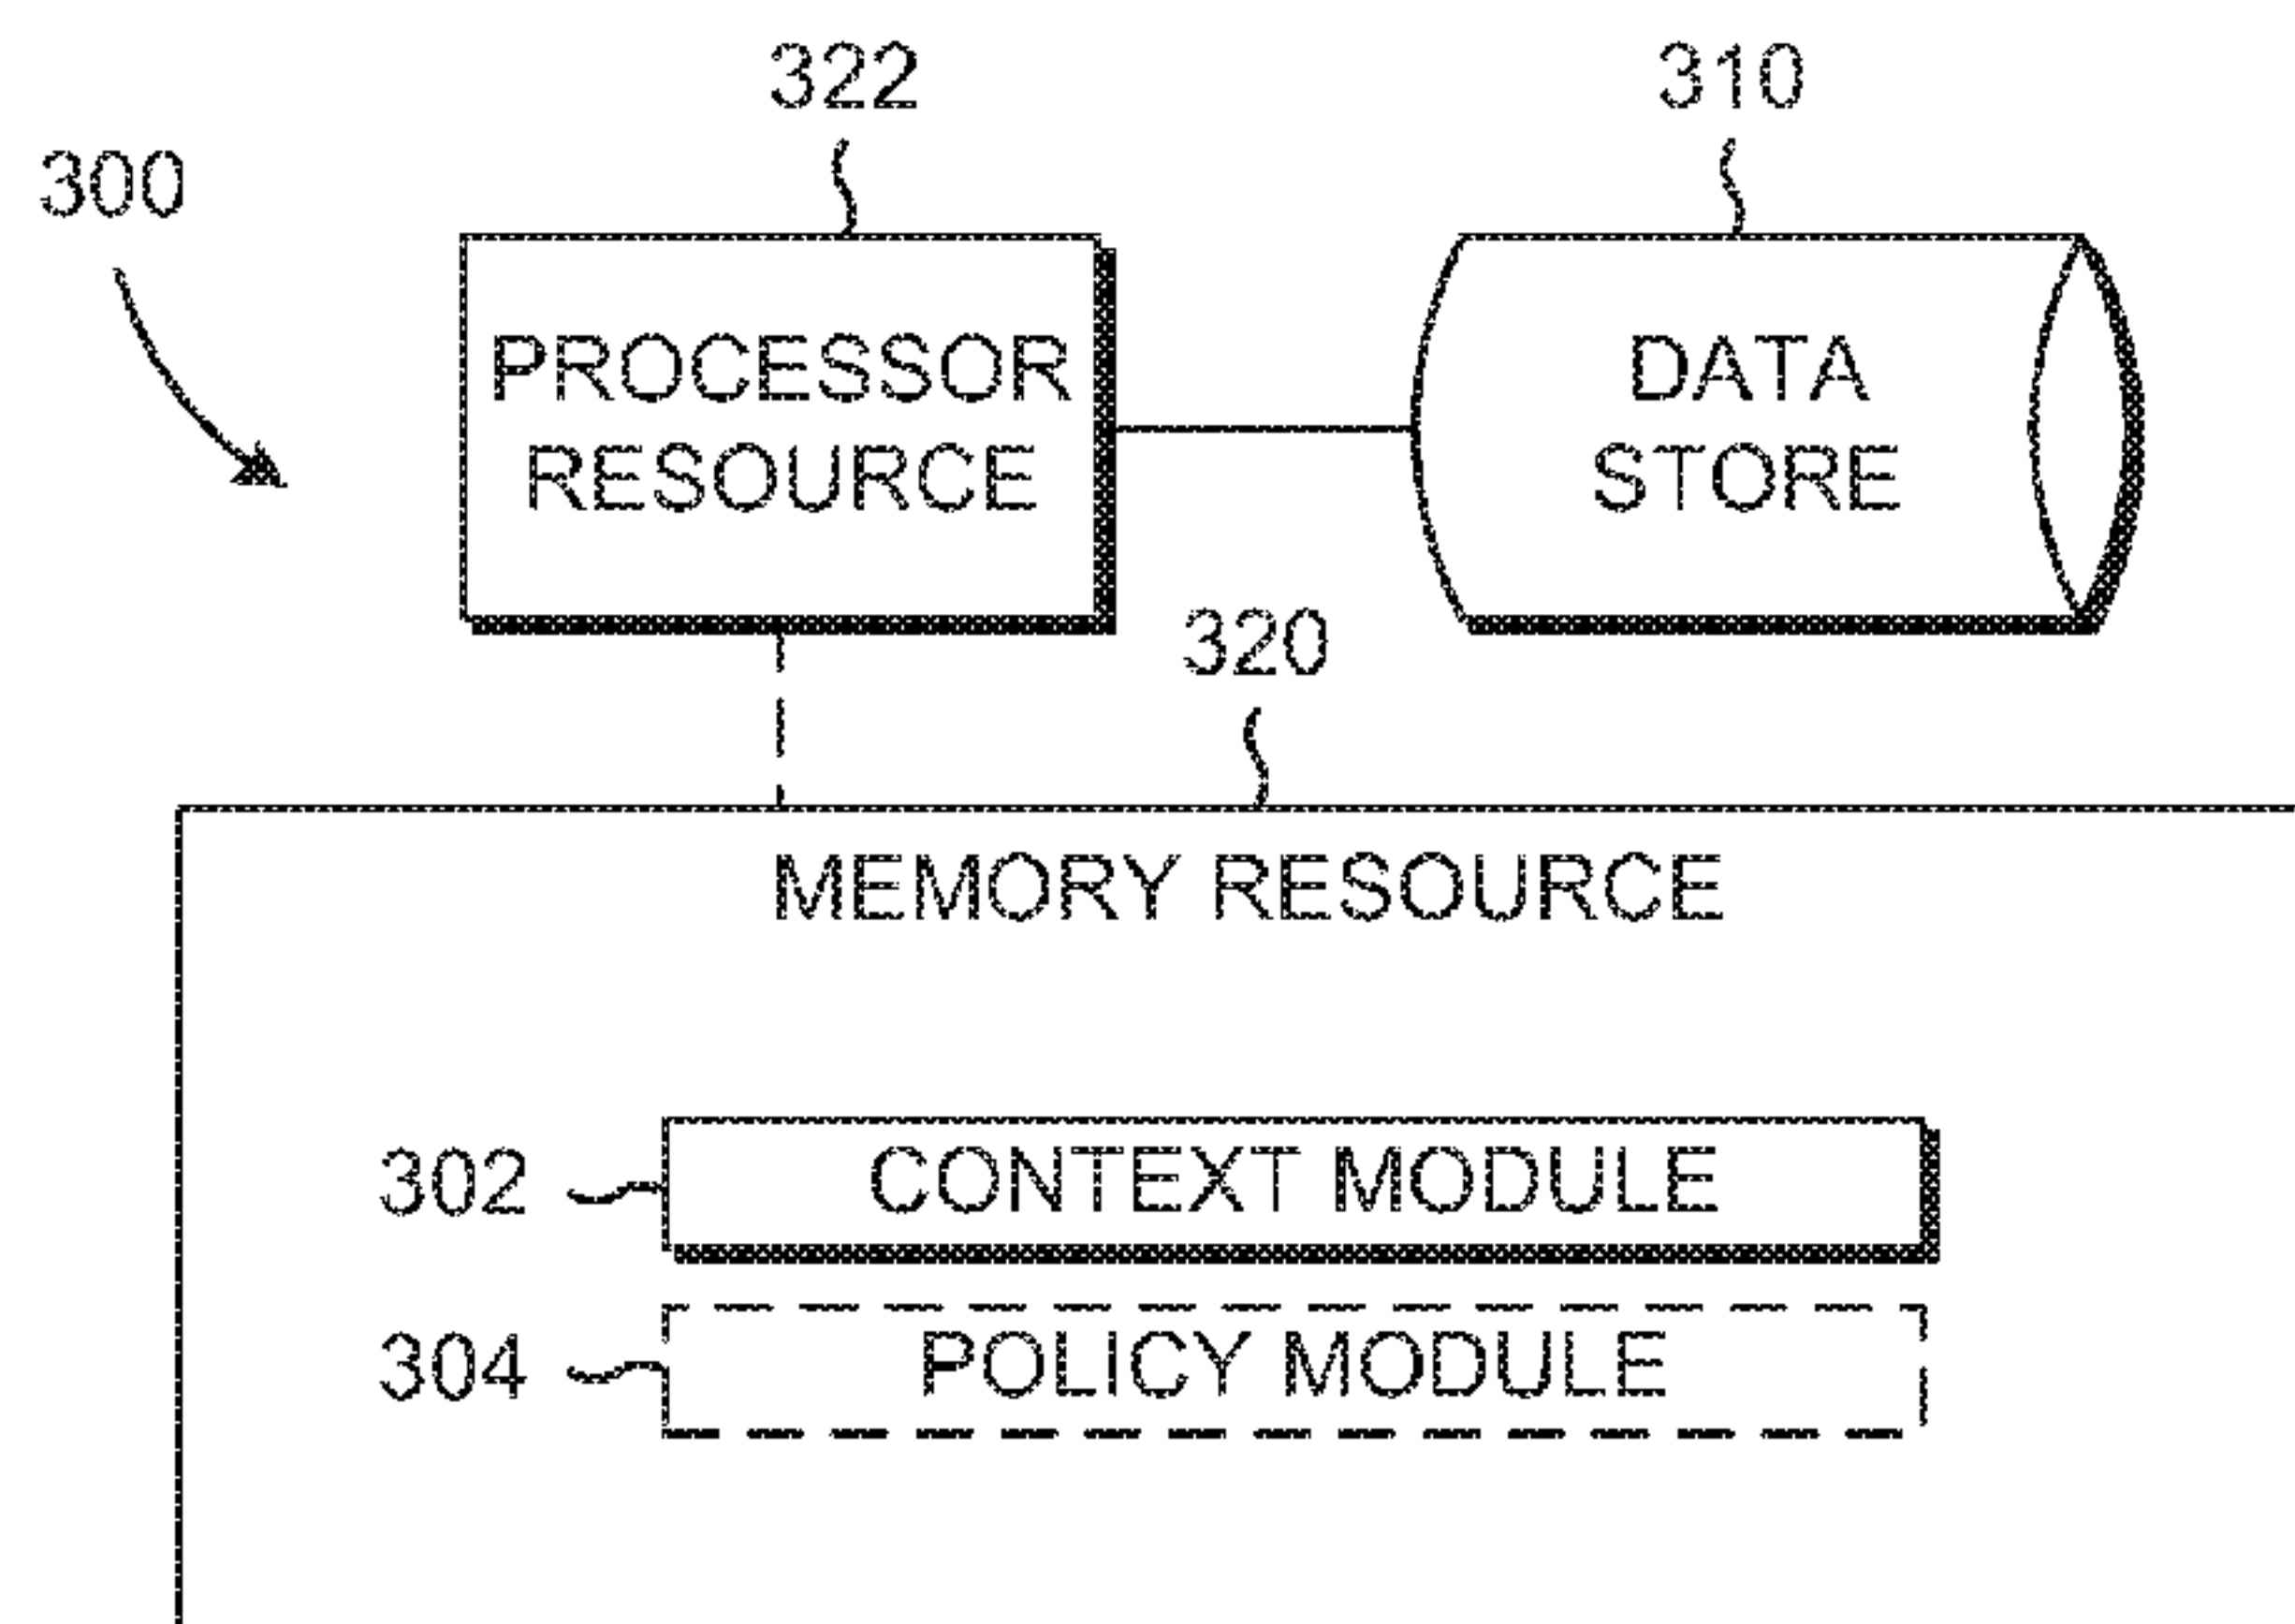 322
310
300
PROCESSOR
RESOURCE
DATA
STORE
320
MEMORY RESOURCE
302
CONTEXT MODULE
304
POLICY MODULE